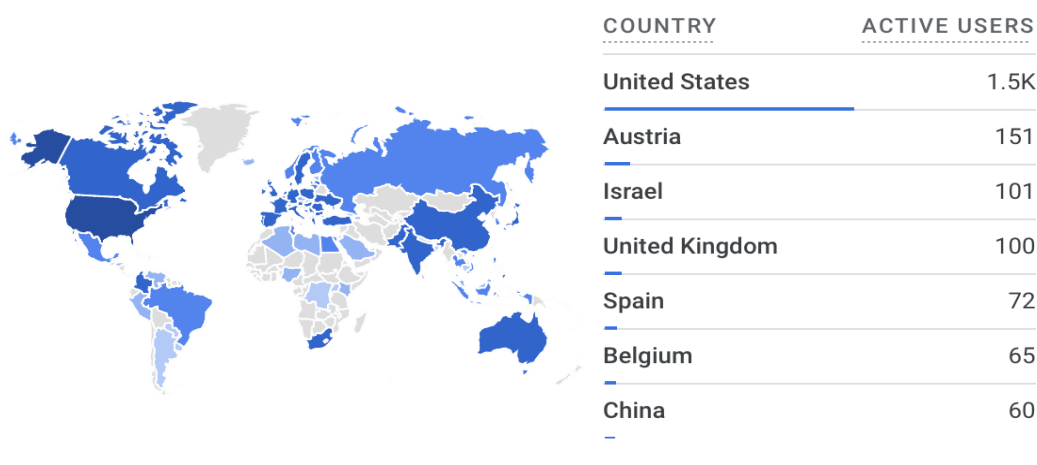 COUNTRY ACTIVE USERS
United States 1.5K
Austria 151
Israel 101
United Kingdom 100
Spain 72
Belgium 65
China 60